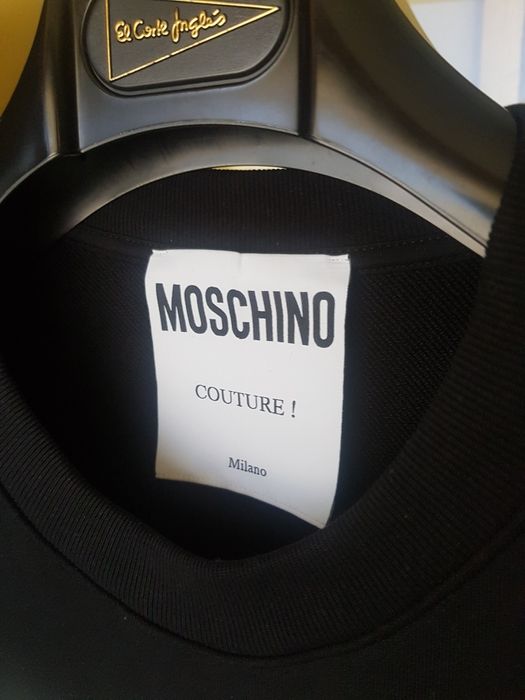 El Corte Inglés
MOSCHINO
COUTURE !
Milano